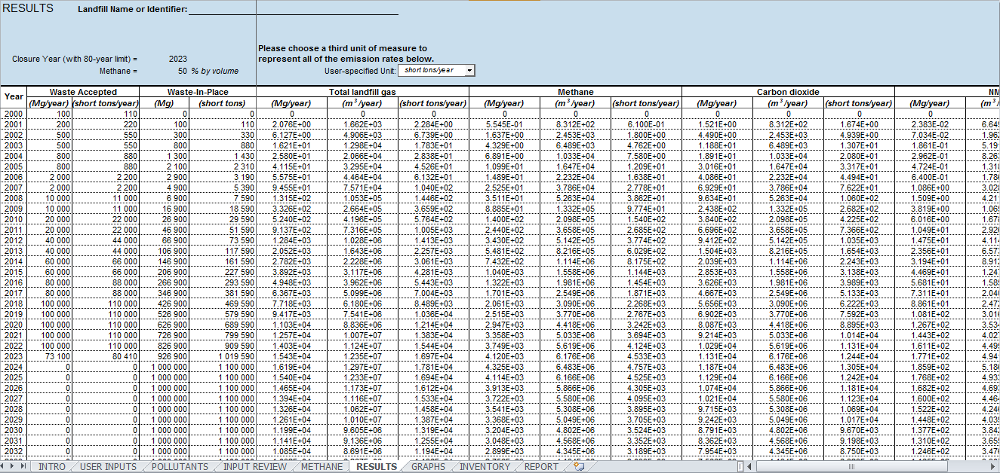 RESULTS Landfill Name or Identifier:
Please choose a third unit of measure to
Closure Year (with 80-year limit) = 2023 represent all of the emission rates below.
Methane = 50 % by volume User-specified Unit: short tons/year
Year Waste Accepted Waste-In-Place Total landfill gas Methane Carbon dioxide NM
(Mg/year) (short tons/year) (Mg) (short tons) (Mg/year) (m³/year) (short tons/year) (Mg/year) (m³/year) (short tons/year) (Mg/year) (m³/year) (short tons/year) (Mg/year) (m³/
2000 100 110 0 0 0 0 0 0 0 0 0 0 0 0
2001 200 220 100 110 2.076E+00 1.662E+03 2.284E+00 5.545E-01 8.312E+02 6.100E-01 1.521E+00 8.312E+02 1.674E+00 2.383E-02 6.649
2002 500 550 300 330 6.127E+00 4.906E+03 6.739E+00 1.637E+00 2.453E+03 1.800E+00 4.490E+00 2.453E+03 4.939E+00 7.034E-02 1.962
2003 500 550 800 880 1.621E+01 1.298E+04 1.783E+01 4.329E+00 6.489E+03 4.762E+00 1.188E+01 6.489E+03 1.307E+01 1.861E-01 5.19
2004 800 880 1 300 1 430 2.580E+01 2.066E+04 2.838E+01 6.891E+00 1.033E+04 7.580E+00 1.891E+01 1.033E+04 2.080E+01 2.962E-01 8.263
2005 800 880 2 100 2 310 4.115E+01 3.295E+04 4.526E+01 1.099E+01 1.647E+04 1.209E+01 3.016E+01 1.647E+04 3.317E+01 4.724E-01 1.318
2006 2 000 2 200 2 900 3 190 5.575E+01 4.464E+04 6.132E+01 1.489E+01 2.232E+04 1.638E+01 4.086E+01 2.232E+04 4.494E+01 6.400E-01 1.786
2007 2 000 2 200 4 900 5 390 9.455E+01 7.571E+04 1.040E+02 2.525E+01 3.786E+04 2.778E+01 6.929E+01 3.786E+04 7.622E+01 1.086E+00 3.028
2008 10 000 11 000 6 900 7 590 1.315E+02 1.053E+05 1.446E+02 3.511E+01 5.263E+04 3.862E+01 9.634E+01 5.263E+04 1.060E+02 1.509E+00 4.21
2009 10 000 11 000 16 900 18 590 3.326E+02 2.664E+05 3.659E+02 8.885E+01 1.332E+05 9.774E+01 2.438E+02 1.332E+05 2.682E+02 3.819E+00 1.065
2010 20 000 22 000 26 900 29 590 5.240E+02 4.196E+05 5.764E+02 1.400E+02 2.098E+05 1.540E+02 3.840E+02 2.098E+05 4.225E+02 6.016E+00 1.678
2011 20 000 22 000 46 900 51 590 9.137E+02 7.316E+05 1.005E+03 2.440E+02 3.658E+05 2.685E+02 6.696E+02 3.658E+05 7.366E+02 1.049E+01 2.926
2012 40 000 44 000 66 900 73 590 1.284E+03 1.028E+06 1.413E+03 3.430E+02 5.142E+05 3.774E+02 9.412E+02 5.142E+05 1.035E+03 1.475E+01 4.114
2013 40 000 44 000 106 900 117 590 2.052E+03 1.643E+06 2.257E+03 5.481E+02 8.216E+05 6.029E+02 1.504E+03 8.216E+05 1.654E+03 2.356E+01 6.573
2014 60 000 66 000 146 900 161 590 2.782E+03 2.228E+06 3.061E+03 7.432E+02 1.114E+06 8.175E+02 2.039E+03 1.114E+06 2.243E+03 3.194E+01 8.912
2015 60 000 66 000 206 900 227 590 3.892E+03 3.117E+06 4.281E+03 1.040E+03 1.558E+06 1.144E+03 2.853E+03 1.558E+06 3.138E+03 4.469E+01 1.247
2016 80 000 88 000 266 900 293 590 4.948E+03 3.962E+06 5.443E+03 1.322E+03 1.981E+06 1.454E+03 3.626E+03 1.981E+06 3.989E+03 5.681E+01 1.585
2017 80 000 88 000 346 900 381 590 6.367E+03 5.099E+06 7.004E+03 1.701E+03 2.549E+06 1.871E+03 4.667E+03 2.549E+06 5.133E+03 7.311E+01 2.040
2018 100 000 110 000 426 900 469 590 7.718E+03 6.180E+06 8.489E+03 2.061E+03 3.090E+06 2.268E+03 5.656E+03 3.090E+06 6.222E+03 8.861E+01 2.472
2019 100 000 110 000 526 900 579 590 9.417E+03 7.541E+06 1.036E+04 2.515E+03 3.770E+06 2.767E+03 6.902E+03 3.770E+06 7.592E+03 1.081E+02 3.016
2020 100 000 110 000 626 900 689 590 1.103E+04 8.836E+06 1.214E+04 2.947E+03 4.418E+06 3.242E+03 8.087E+03 4.418E+06 8.895E+03 1.267E+02 3.534
2021 100 000 110 000 726 900 799 590 1.257E+04 1.007E+07 1.383E+04 3.358E+03 5.033E+06 3.694E+03 9.214E+03 5.033E+06 1.014E+04 1.443E+02 4.027
2022 100 000 110 000 826 900 909 590 1.403E+04 1.124E+07 1.544E+04 3.749E+03 5.619E+06 4.124E+03 1.029E+04 5.619E+06 1.131E+04 1.611E+02 4.495
2023 73 100 80 410 926 900 1 019 590 1.543E+04 1.235E+07 1.697E+04 4.120E+03 6.176E+06 4.533E+03 1.131E+04 6.176E+06 1.244E+04 1.771E+02 4.94
2024 0 0 1 000 000 1 100 000 1.619E+04 1.297E+07 1.781E+04 4.325E+03 6.483E+06 4.757E+03 1.187E+04 6.483E+06 1.305E+04 1.859E+02 5.186
2025 0 0 1 000 000 1 100 000 1.540E+04 1.233E+07 1.694E+04 4.114E+03 6.166E+06 4.525E+03 1.129E+04 6.166E+06 1.242E+04 1.768E+02 4.933
2026 0 0 1 000 000 1 100 000 1.465E+04 1.173E+07 1.612E+04 3.913E+03 5.866E+06 4.305E+03 1.074E+04 5.866E+06 1.181E+04 1.682E+02 4.693
2027 0 0 1 000 000 1 100 000 1.394E+04 1.116E+07 1.533E+04 3.722E+03 5.580E+06 4.095E+03 1.021E+04 5.580E+06 1.123E+04 1.600E+02 4.464
2028 0 0 1 000 000 1 100 000 1.326E+04 1.062E+07 1.458E+04 3.541E+03 5.308E+06 3.895E+03 9.715E+03 5.308E+06 1.069E+04 1.522E+02 4.246
2029 0 0 1 000 000 1 100 000 1.261E+04 1.010E+07 1.387E+04 3.368E+03 5.049E+06 3.705E+03 9.242E+03 5.049E+06 1.017E+04 1.448E+02 4.039
2030 0 0 1 000 000 1 100 000 1.199E+04 9.605E+06 1.319E+04 3.204E+03 4.802E+06 3.524E+03 8.791E+03 4.802E+06 9.670E+03 1.377E+02 3.842
2031 0 0 1 000 000 1 100 000 1.141E+04 9.136E+06 1.255E+04 3.048E+03 4.568E+06 3.352E+03 8.362E+03 4.568E+06 9.198E+03 1.310E+02 3.655
2032 0 0 1 000 000 1 100 000 1.085E+04 8.691E+06 1.194E+04 2.899E+03 4.345E+06 3.189E+03 7.954E+03 4.345E+06 8.750E+03 1.246E+02 3.476
INTRO USER INPUTS POLLUTANTS INPUT REVIEW METHANE RESULTS GRAPHS INVENTORY REPORT